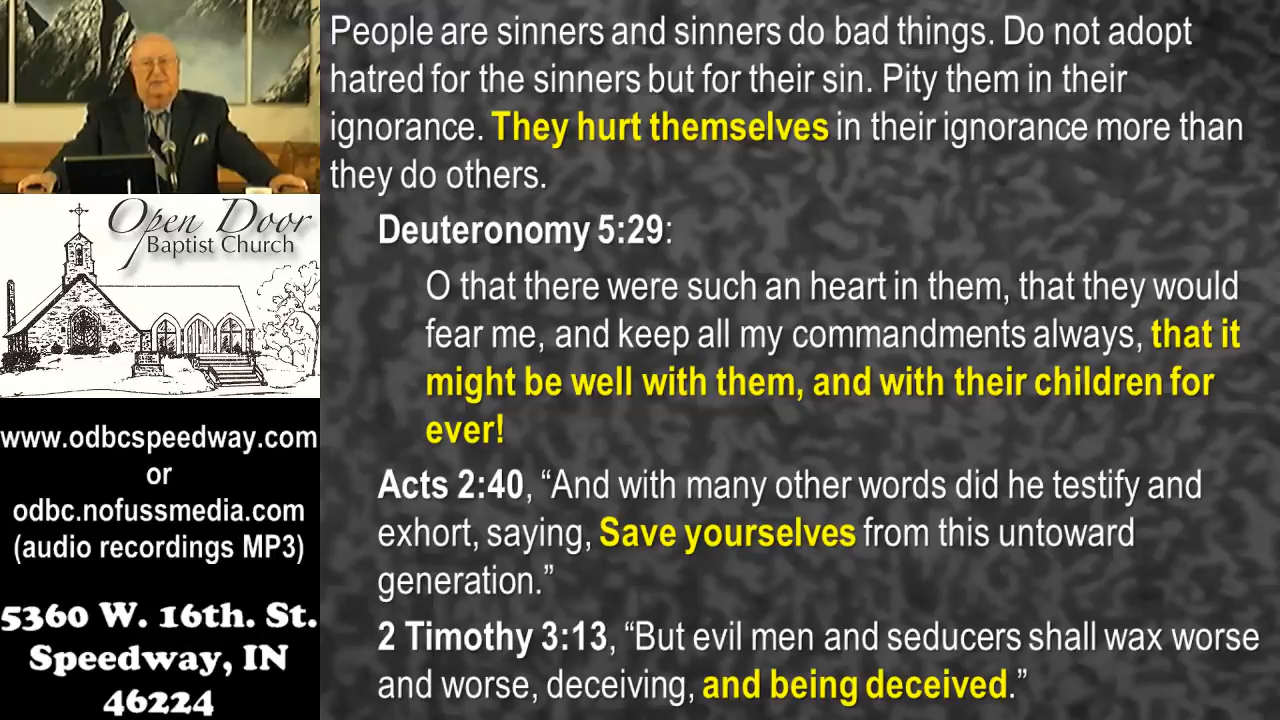 People are sinners and sinners do bad things. Do not adopt
hatred for the sinners but for their sin. Pity them in their
ignorance. They hurt themselves in their ignorance more than
they do others.
Deuteronomy 5:29:
O that there were such an heart in them, that they would
fear me, and keep all my commandments always, that it
might be well with them, and with their children for
ever!
Acts 2:40, “And with many other words did he testify and
exhort, saying, Save yourselves from this untoward
generation.”
2 Timothy 3:13, “But evil men and seducers shall wax worse
and worse, deceiving, and being deceived.”
Open Door
Baptist Church
www.odbcspeedway.com
or
odbc.nofussmedia.com
(audio recordings MP3)
5360 W. 16th. St.
Speedway, IN
46224